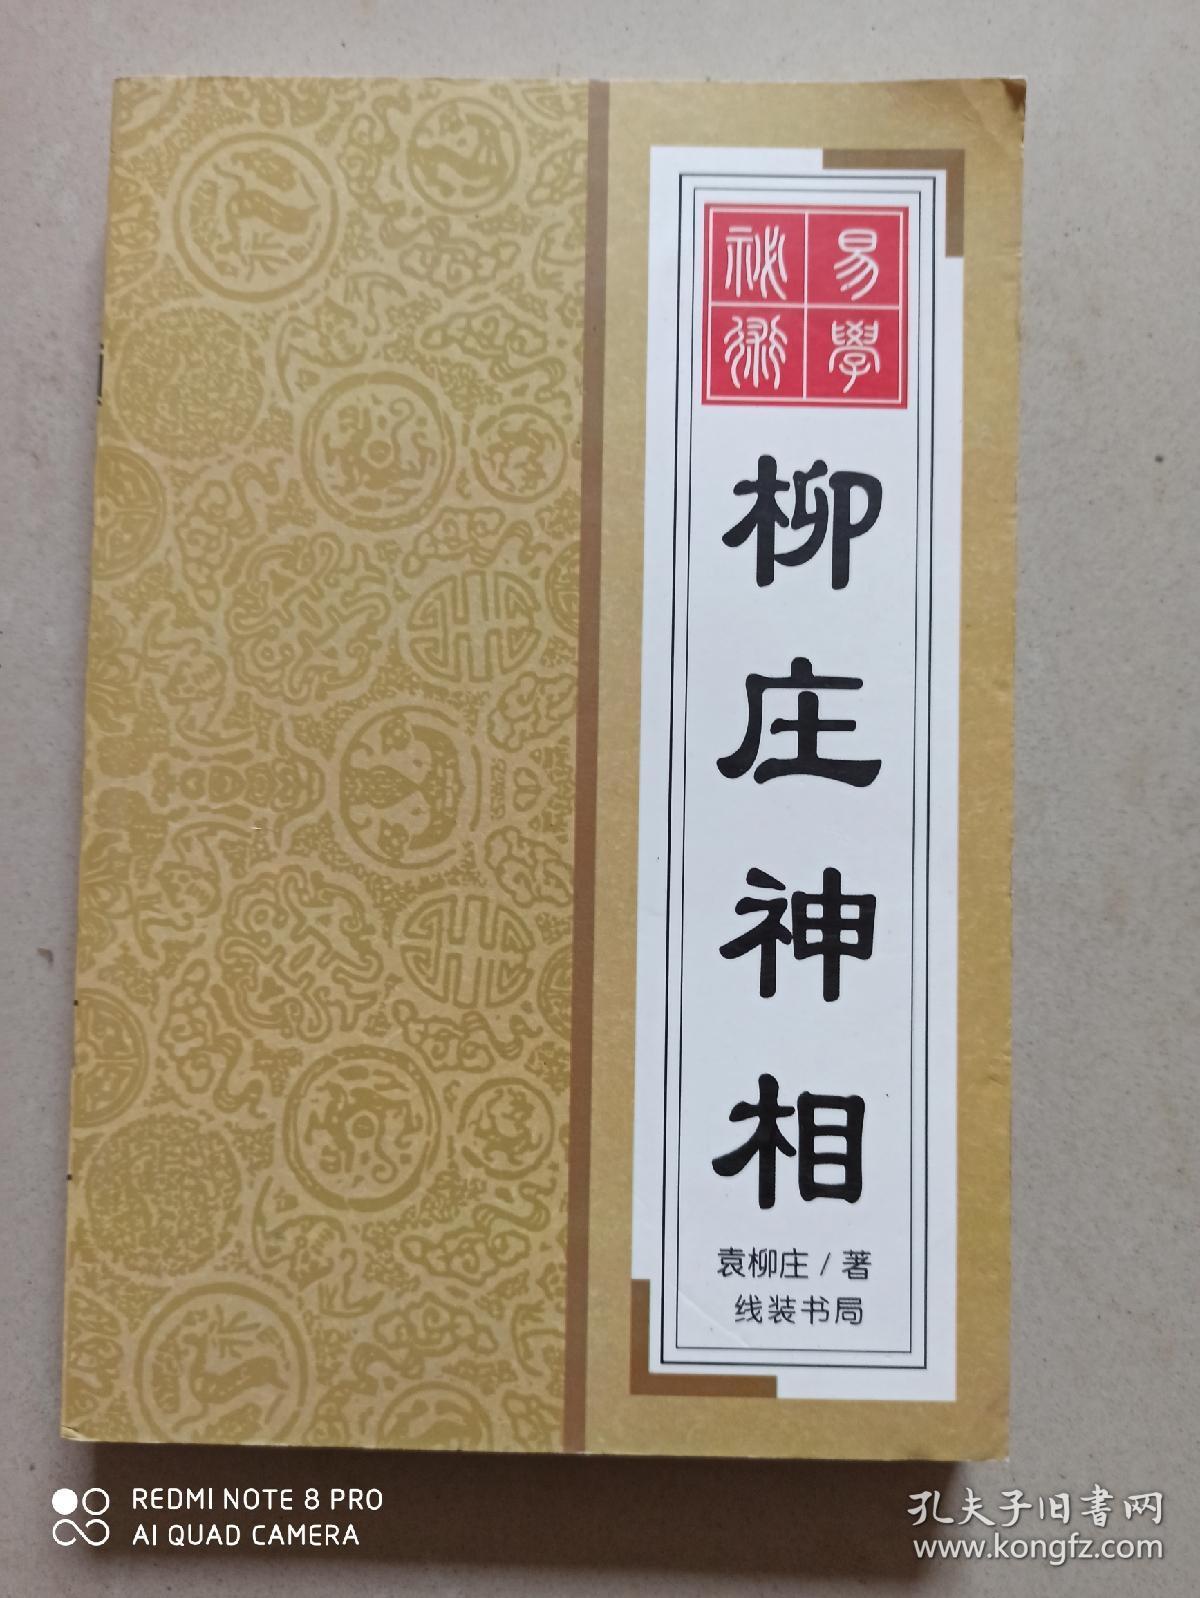 易學
祕術
柳庄神相
袁柳庄/著
线装书局
REDMI NOTE 8 PRO
AI QUAD CAMERA
孔夫子旧书网
www.kongfz.com